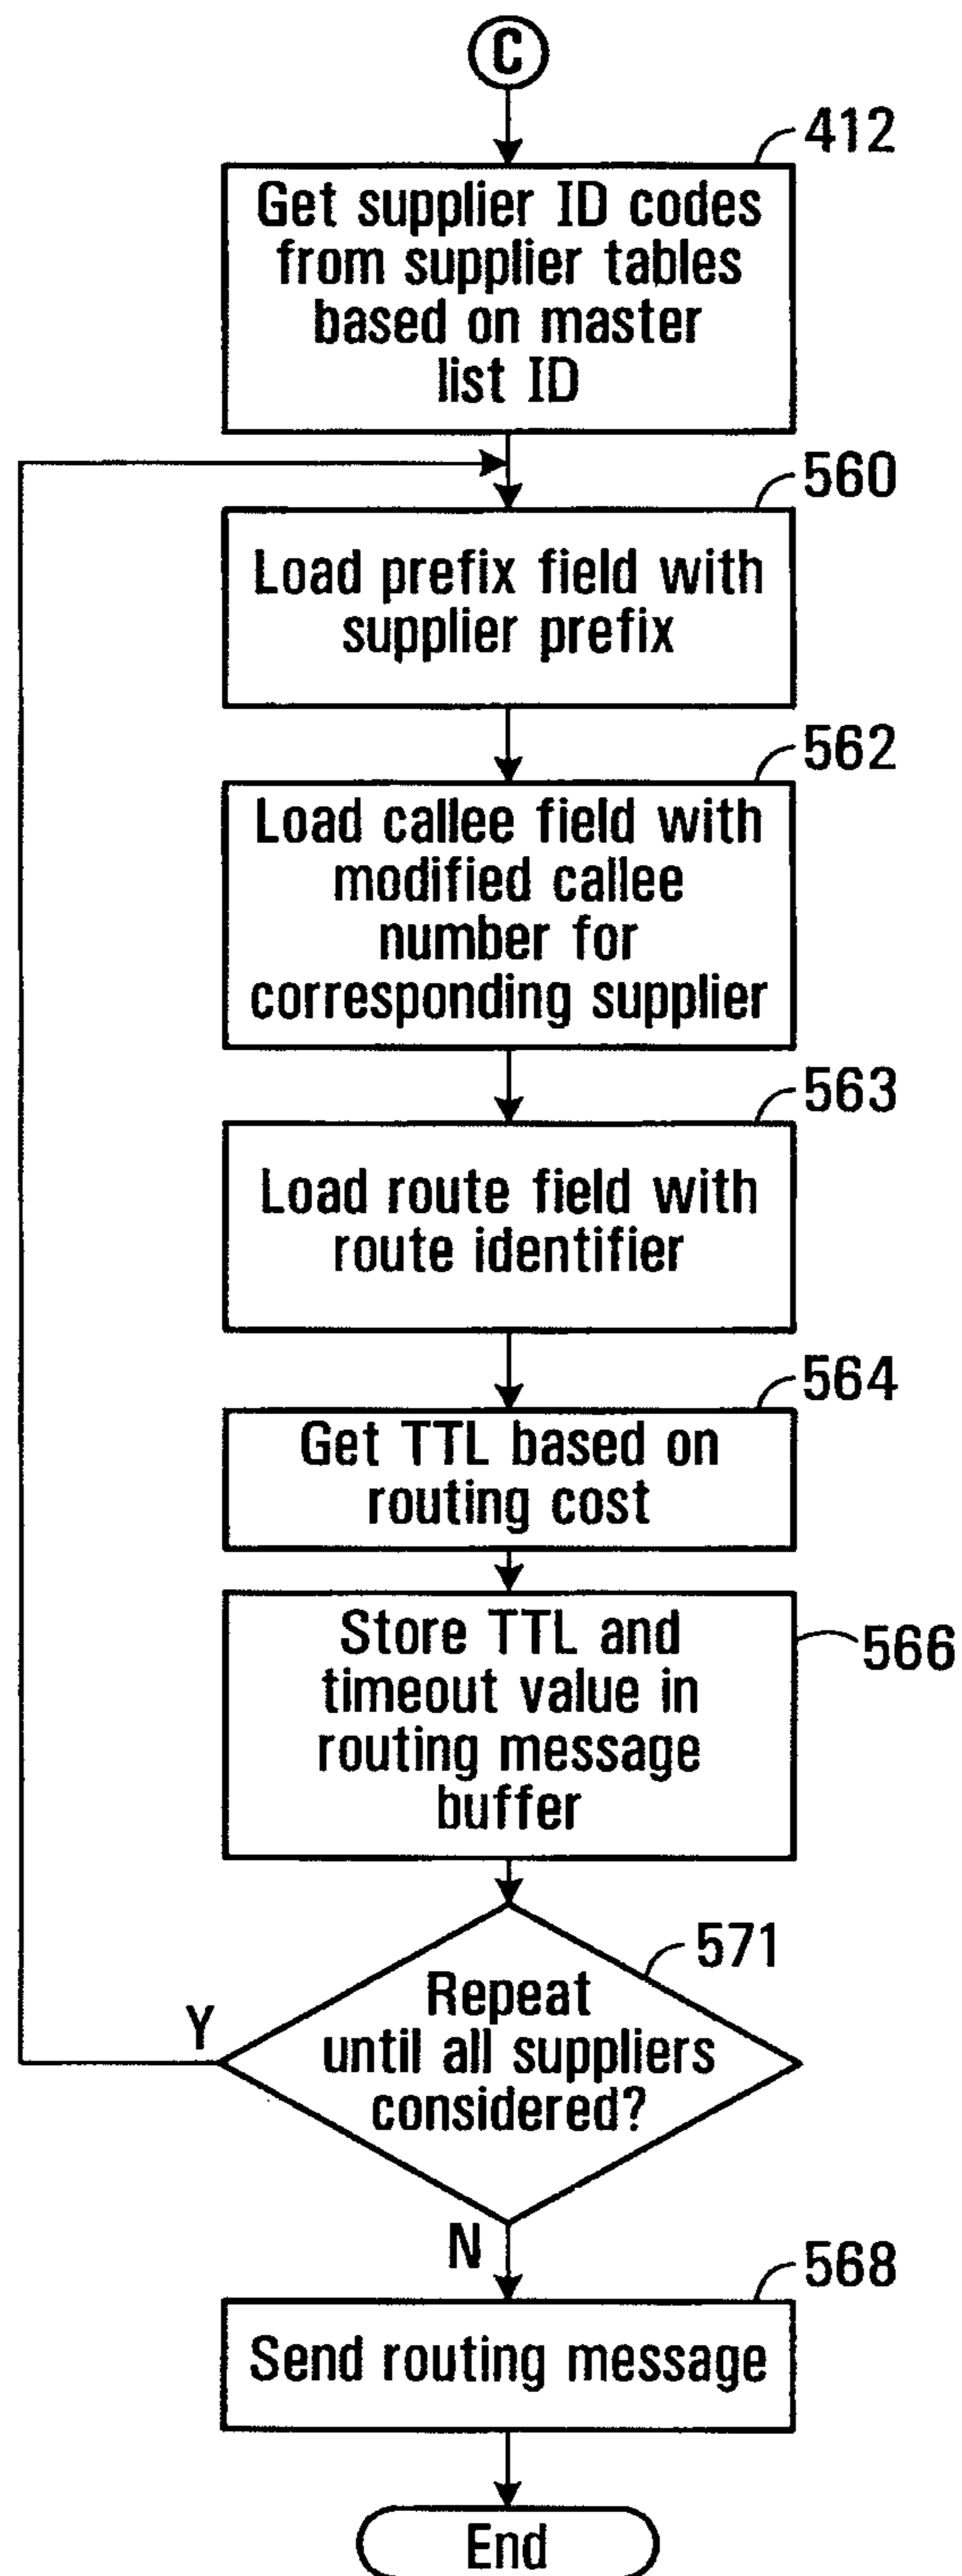 C
412
Get supplier ID codes
from supplier tables
based on master
list ID
560
Load prefix field with
supplier prefix
562
Load callee field with
modified callee
number for
corresponding supplier
563
Load route field with
route identifier
564
Get TTL based on
routing cost
Store TTL and
timeout value in
routing message
buffer
566
571
Repeat
until all suppliers
considered?
Y
N
568
Send routing message
End